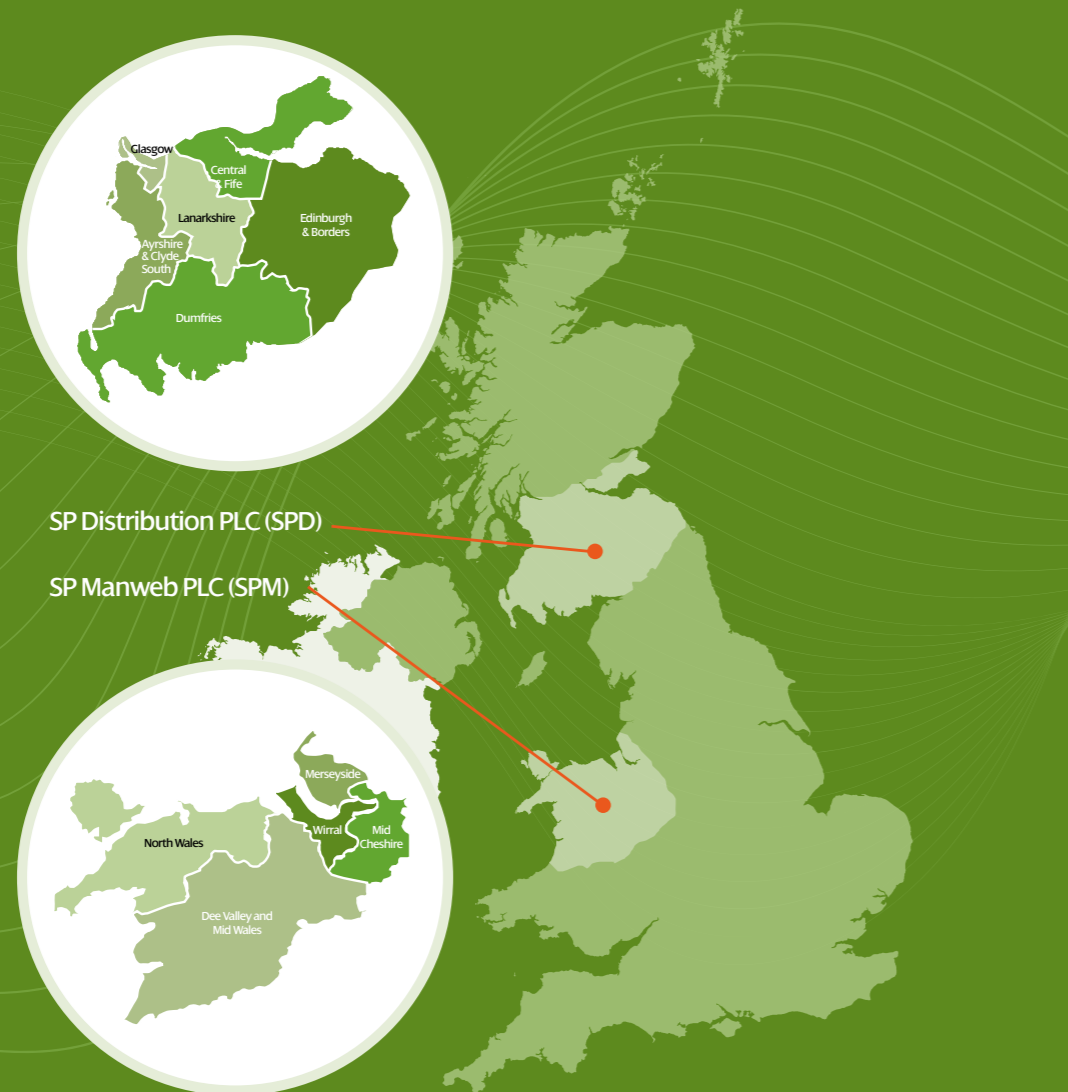 Glasgow
Central
& Fife
Lanarkshire
Edinburgh
& Borders
Ayrshire
& Clyde
South
Dumfries
SP Distribution PLC (SPD)
SP Manweb PLC (SPM)
Merseyside
Wirral
Mid
Cheshire
North Wales
Dee Valley and
Mid Wales